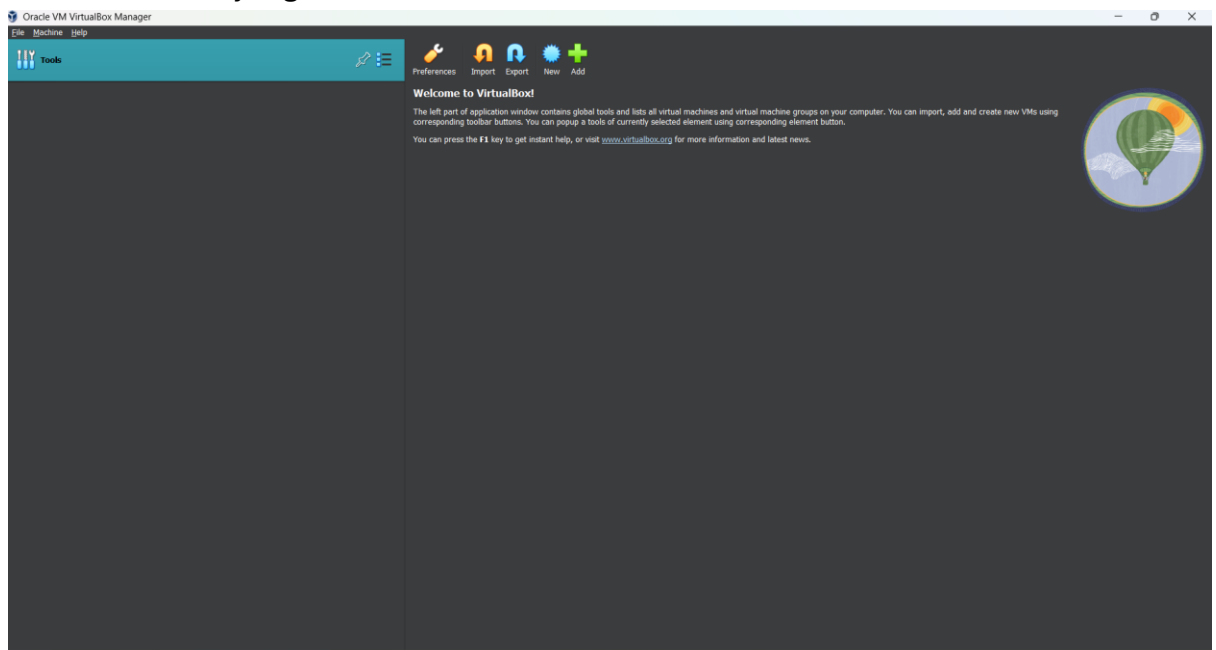 Oracle VM VirtualBox Manager
File Machine Help
Tools
Preferences Import Export New Add
Welcome to VirtualBox!
The left part of application window contains global tools and lists all virtual machines and virtual machine groups on your computer. You can import, add and create new VMs using
corresponding toolbar buttons. You can popup a tools of currently selected element using corresponding element button.
You can press the F1 key to get instant help, or visit www.virtualbox.org for more information and latest news.